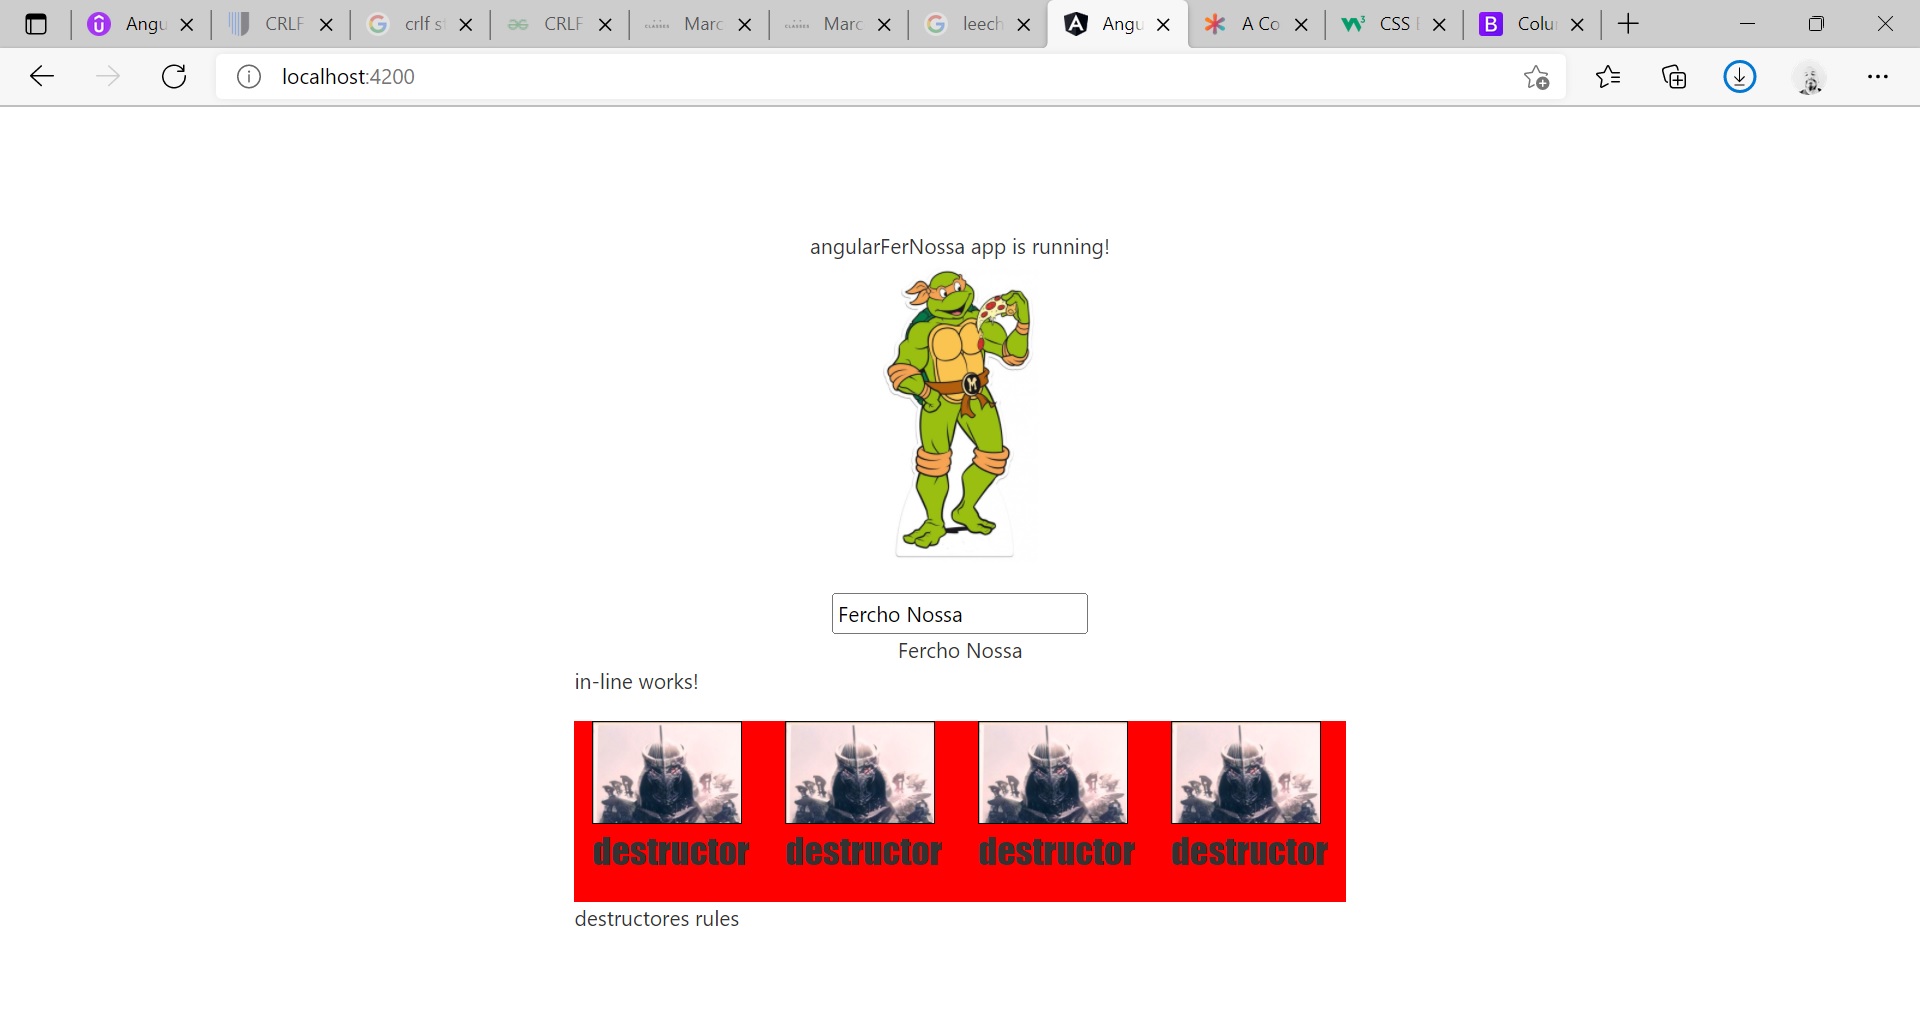 Angu
CRLF
crlf s
CRLF
Marc
Marc
leech
Angu
A Co
CSS
Colu
localhost:4200
angularFerNossa app is running!
M
Fercho Nossa
Fercho Nossa
in-line works!
destructor destructor destructor destructor
destructores rules